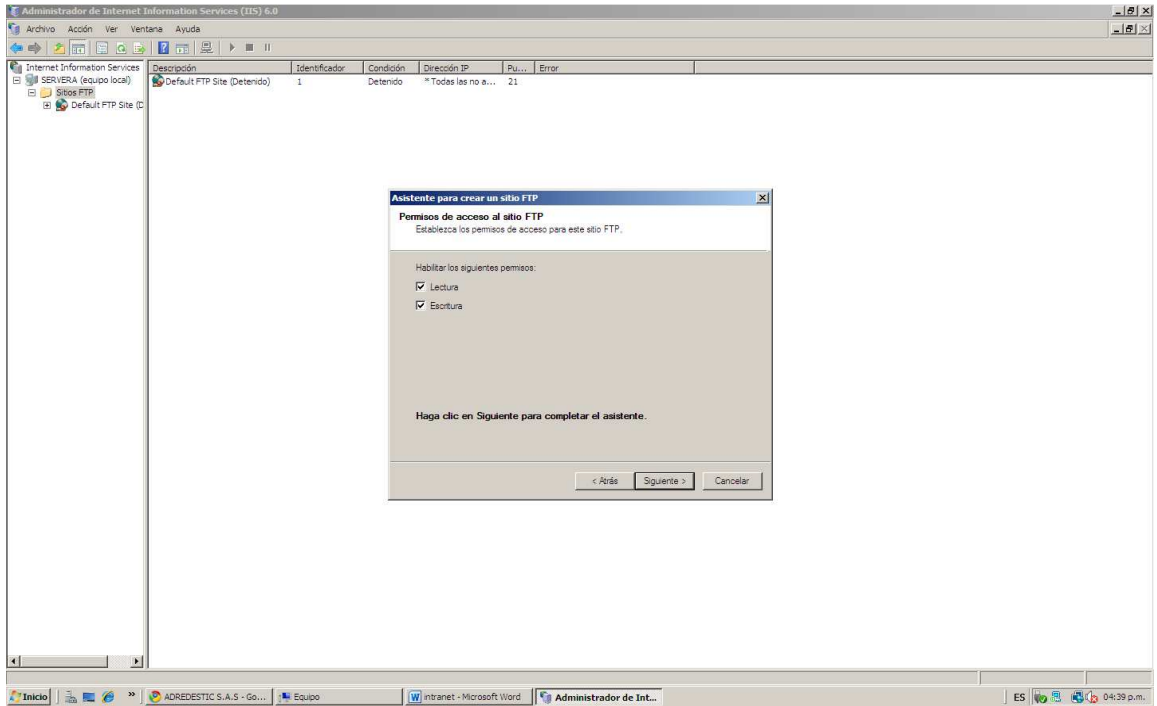 Administrador de Internet Information Services (IIS) 6.0
Archivo Acción Ver Ventana Ayuda
Internet Information Services
SERVERA (equipo local)
Sitios FTP
Default FTP Site (D
Descripción Identificador Condición Dirección IP Pu... Error
Default FTP Site (Detenido) 1 Detenido *Todas las no a... 21
Asistente para crear un sitio FTP
Permisos de acceso al sitio FTP
Establezca los permisos de acceso para este sitio FTP.
Habilitar los siguientes permisos:
Lectura
Escritura
Haga clic en Siguiente para completar el asistente.
< Atrás Siguiente > Cancelar
Inicio » ADREDESTIC S.A.S - Go... Equipo intranet - Microsoft Word Administrador de Int... ES 04:39 p.m.